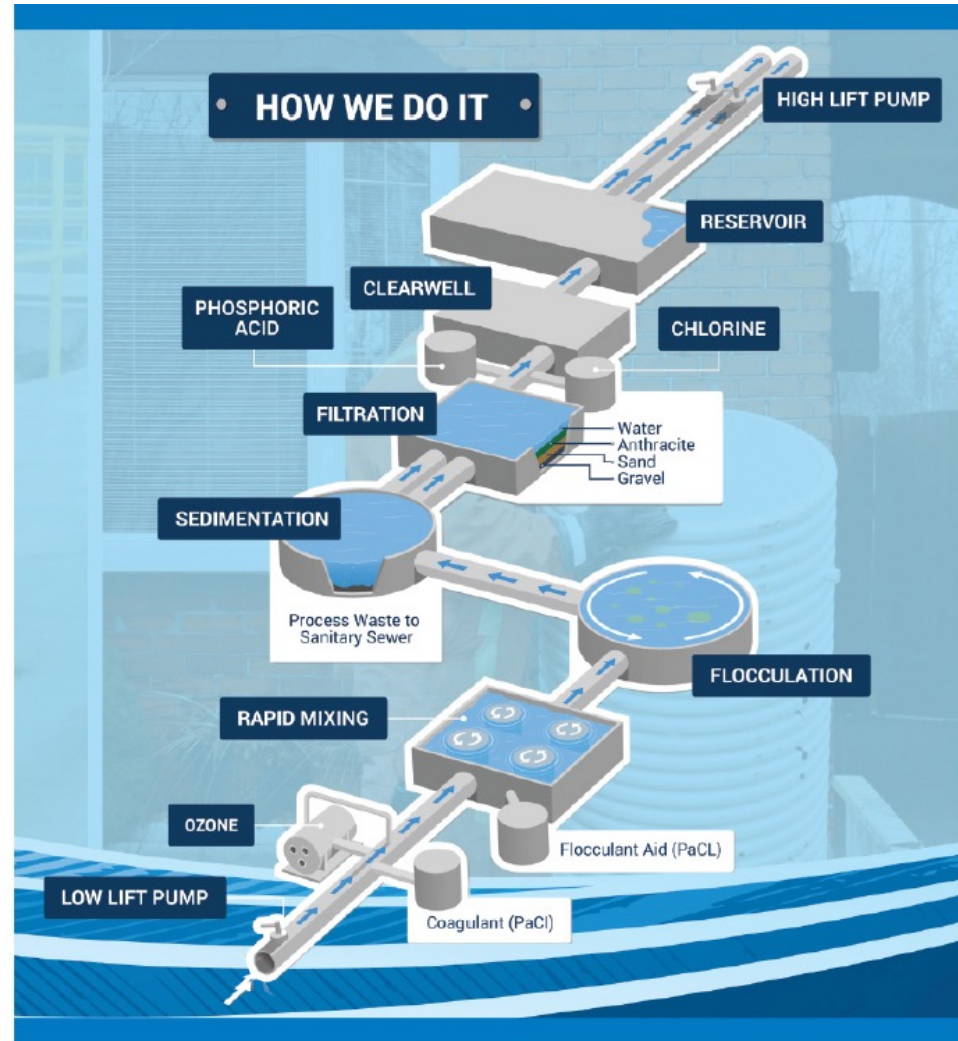 HOW WE DO IT
HIGH LIFT PUMP
RESERVOIR
CLEARWELL
PHOSPHORIC
ACID
CHLORINE
FILTRATION
Water
Anthracite
Sand
Gravel
SEDIMENTATION
Process Waste to
Sanitary Sewer
FLOCCULATION
RAPID MIXING
OZONE
Flocculant Aid (PaCL)
LOW LIFT PUMP
Coagulant (PaCl)